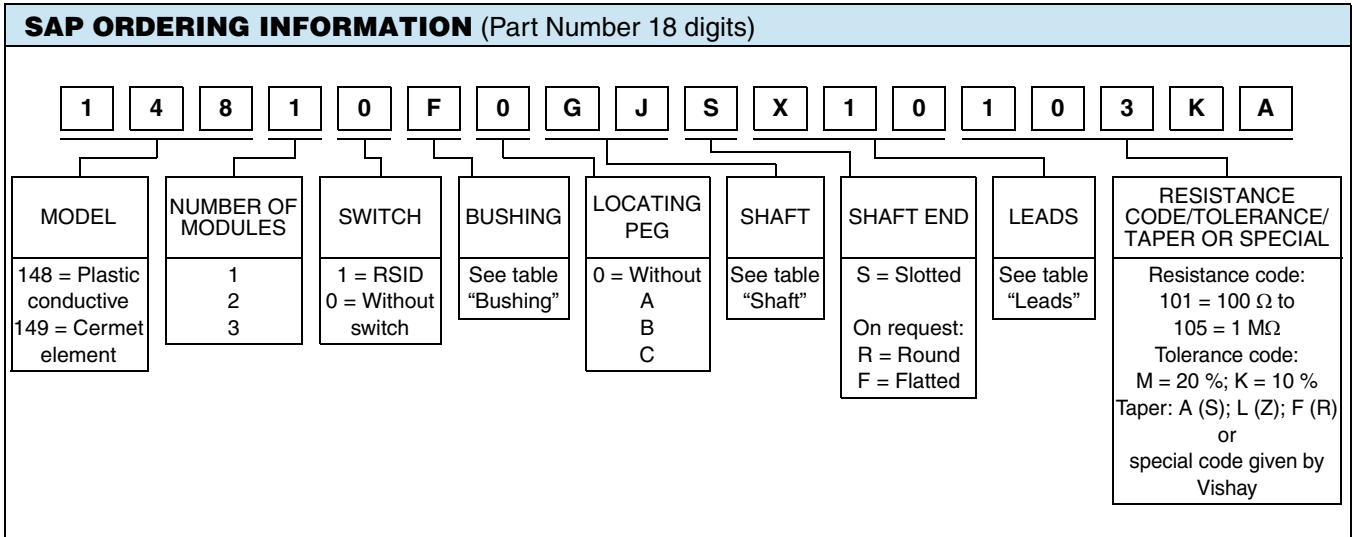 SAP ORDERING INFORMATION (Part Number 18 digits)
1 4 8 1 0 F 0 G J S X 1 0 1 0 3 K A
MODEL
148 = Plastic
conductive
149 = Cermet
element
NUMBER OF
MODULES
1
2
3
SWITCH
1 = RSID
0 = Without
switch
BUSHING
See table
“Bushing”
LOCATING
PEG
0 = Without
A
B
C
SHAFT
See table
“Shaft”
SHAFT END
S = Slotted
On request:
R = Round
F = Flatted
LEADS
See table
“Leads”
RESISTANCE
CODE/TOLERANCE/
TAPER OR SPECIAL
Resistance code:
101 = 100 Ω to
105 = 1 MΩ
Tolerance code:
M = 20 %; K = 10 %
Taper: A (S); L (Z); F (R)
or
special code given by
Vishay